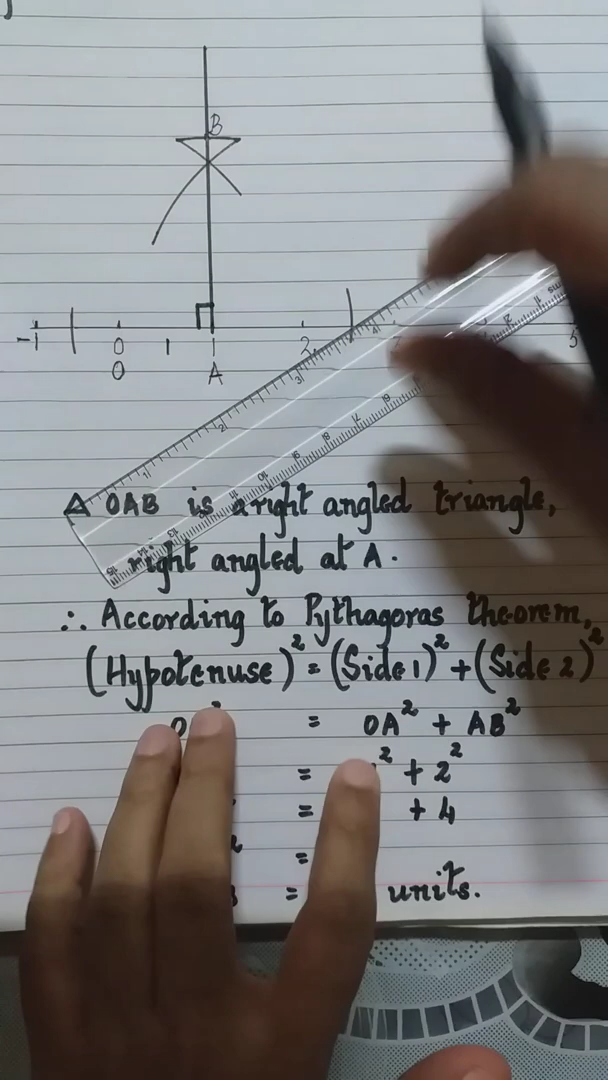 B
-1 0 1 2 5
O A
△ OAB is a right angled triangle,
right angled at A.
∴ According to Pythagoras theorem,
(Hypotenuse)² = (Side 1)² + (Side 2)²
= OA² + AB²
= ² + 2²
= + 4
=
= units.